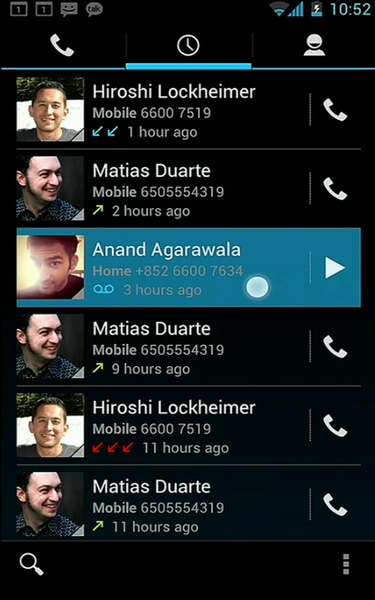 1 1 talk 10:52
Hiroshi Lockheimer
Mobile 6600 7519
1 hour ago
Matias Duarte
Mobile 6505554319
2 hours ago
Anand Agarawala
Home +852 6600 7634
3 hours ago
Matias Duarte
Mobile 6505554319
9 hours ago
Hiroshi Lockheimer
Mobile 6600 7519
11 hours ago
Matias Duarte
Mobile 6505554319
11 hours ago